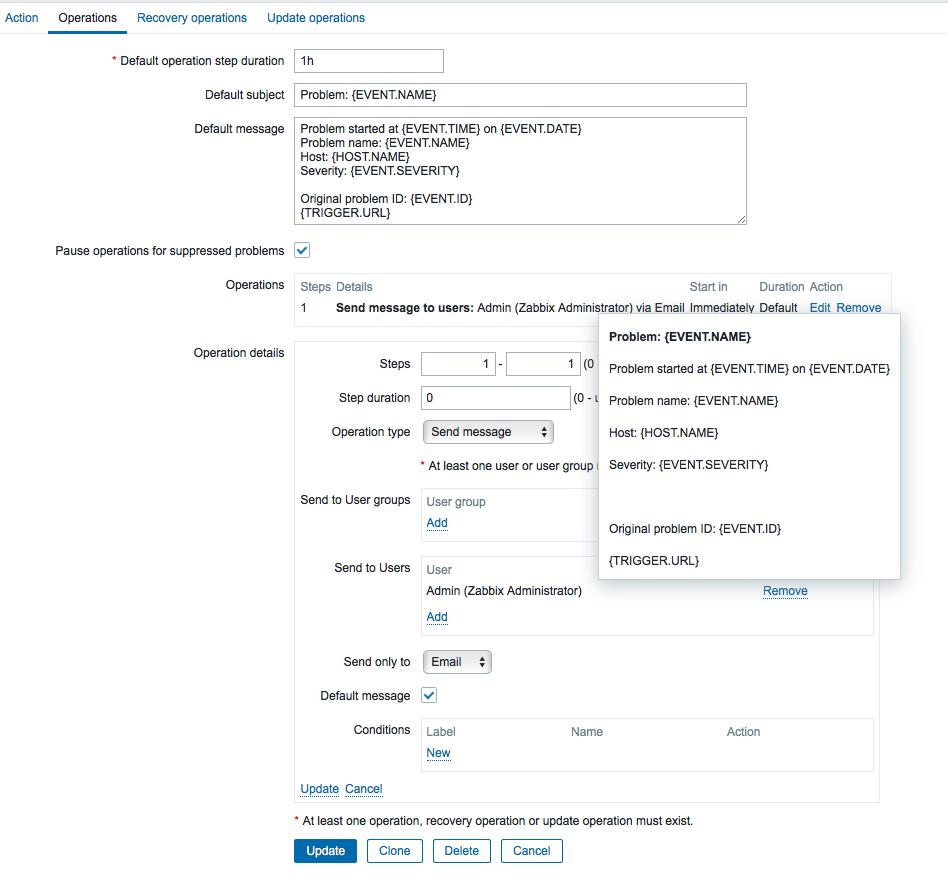 Action Operations Recovery operations Update operations
* Default operation step duration 1h
Default subject Problem: {EVENT.NAME}
Default message
Problem started at {EVENT.TIME} on {EVENT.DATE}
Problem name: {EVENT.NAME}
Host: {HOST.NAME}
Severity: {EVENT.SEVERITY}
Original problem ID: {EVENT.ID}
{TRIGGER.URL}
Pause operations for suppressed problems
Operations
Steps Details Start in Duration Action
1 Send message to users: Admin (Zabbix Administrator) via Email Immediately Default Edit Remove
Problem: {EVENT.NAME}
Problem started at {EVENT.TIME} on {EVENT.DATE}
Problem name: {EVENT.NAME}
Host: {HOST.NAME}
Severity: {EVENT.SEVERITY}
Original problem ID: {EVENT.ID}
{TRIGGER.URL}
Operation details
Steps 1 - 1 (0
Step duration 0 (0 -
Operation type Send message
* At least one user or user group
Send to User groups
User group
Add
Send to Users
User
Admin (Zabbix Administrator) Remove
Add
Send only to Email
Default message
Conditions
Label Name Action
New
Update Cancel
* At least one operation, recovery operation or update operation must exist.
Update Clone Delete Cancel